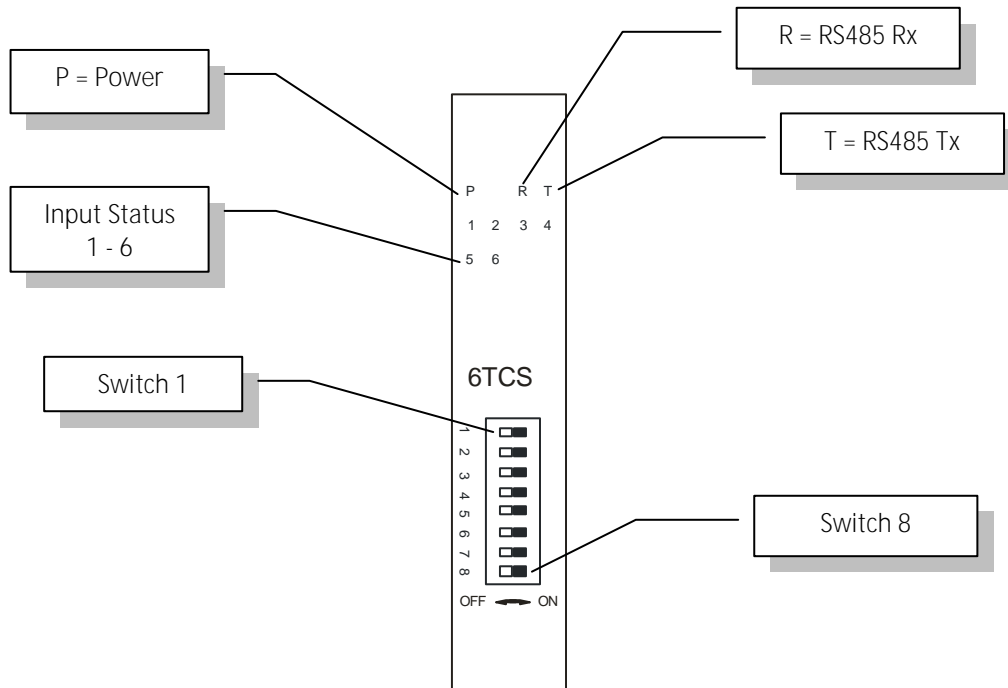 R = RS485 Rx
P = Power
T = RS485 Tx
P R T
Input Status
1 - 6
1 2 3 4
5 6
Switch 1
6TCS
1
2
3
4
5
6
7
8
Switch 8
OFF ON